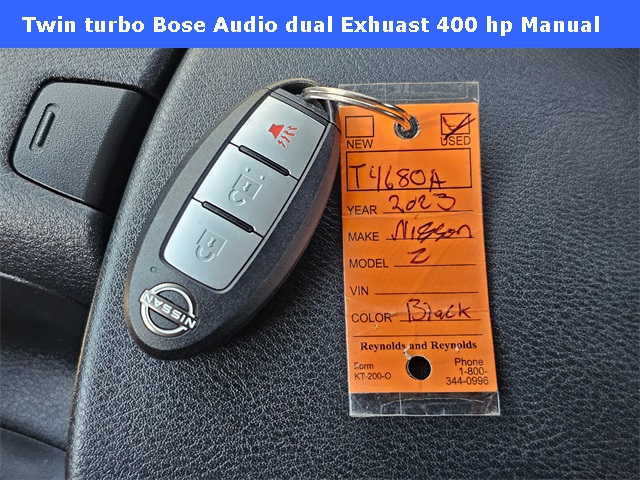 Twin turbo Bose Audio dual Exhuast 400 hp Manual
NEW USED
T4680A
YEAR 2023
MAKE Nissan
MODEL Z
VIN
COLOR Black
Reynolds and Reynolds
Form
KT-200-O
Phone
1-800-
344-0996
NISSAN